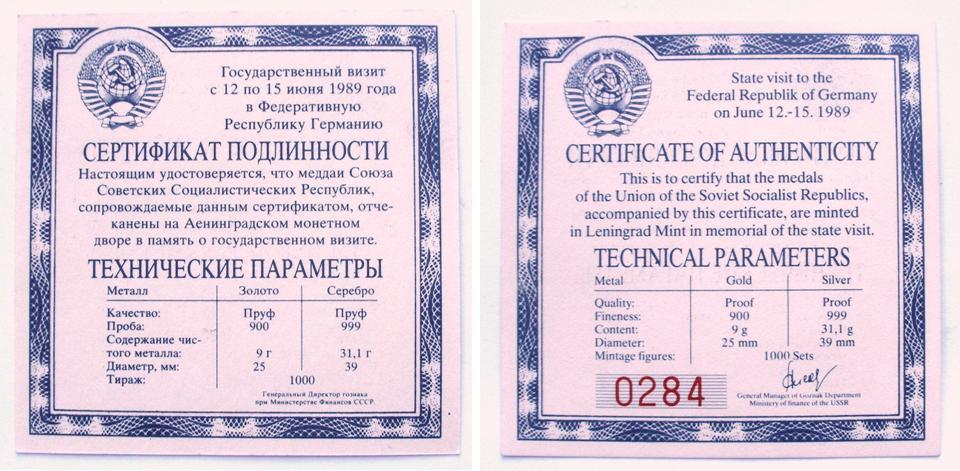 Государственный визит
с 12 по 15 июня 1989 года
в Федеративную
Республику Германию
СЕРТИФИКАТ ПОДЛИННОСТИ
Настоящим удостоверяется, что меддаи Союза
Советских Социалистических Республик,
сопровождаемые данным сертификатом, отче-
канены на Аенинградском монетном
дворе в память о государственном визите.
ТЕХНИЧЕСКИЕ ПАРАМЕТРЫ
Металл Золото Серебро
Качество: Пруф Пруф
Проба: 900 999
Содержание чис-
того металла: 9 г 31,1 г
Диаметр, мм: 25 39
Тираж: 1000
Генеральный Директор гознака
при Министерстве Финансов СССР.
State visit to the
Federal Republik of Germany
on June 12.-15. 1989
CERTIFICATE OF AUTHENTICITY
This is to certify that the medals
of the Union of the Soviet Socialist Republics,
accompanied by this certificate, are minted
in Leningrad Mint in memorial of the state visit.
TECHNICAL PARAMETERS
Metal Gold Silver
Quality: Proof Proof
Fineness: 900 999
Content: 9 g 31,1 g
Diameter: 25 mm 39 mm
Mintage figures: 1000 Sets
0284
General Manager of Goznak Department
Ministery of finance of the USSR